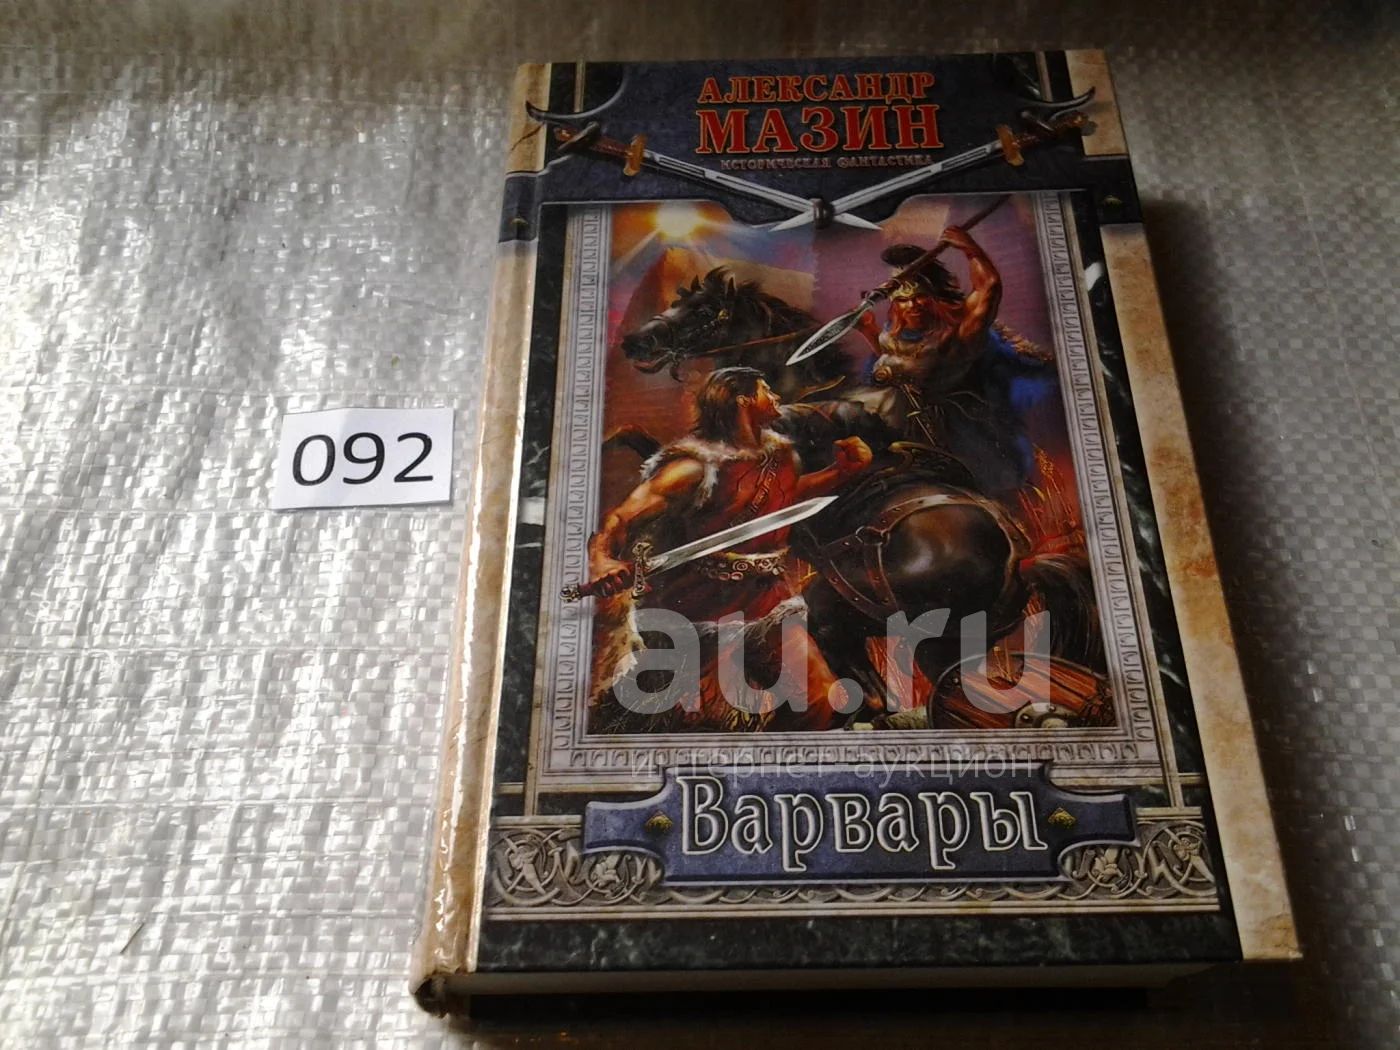 АЛЕКСАНДР
МАЗИН
ИСТОРИЧЕСКАЯ ФАНТАСТИКА
092
au.ru
интернет-аукцион
Варвары